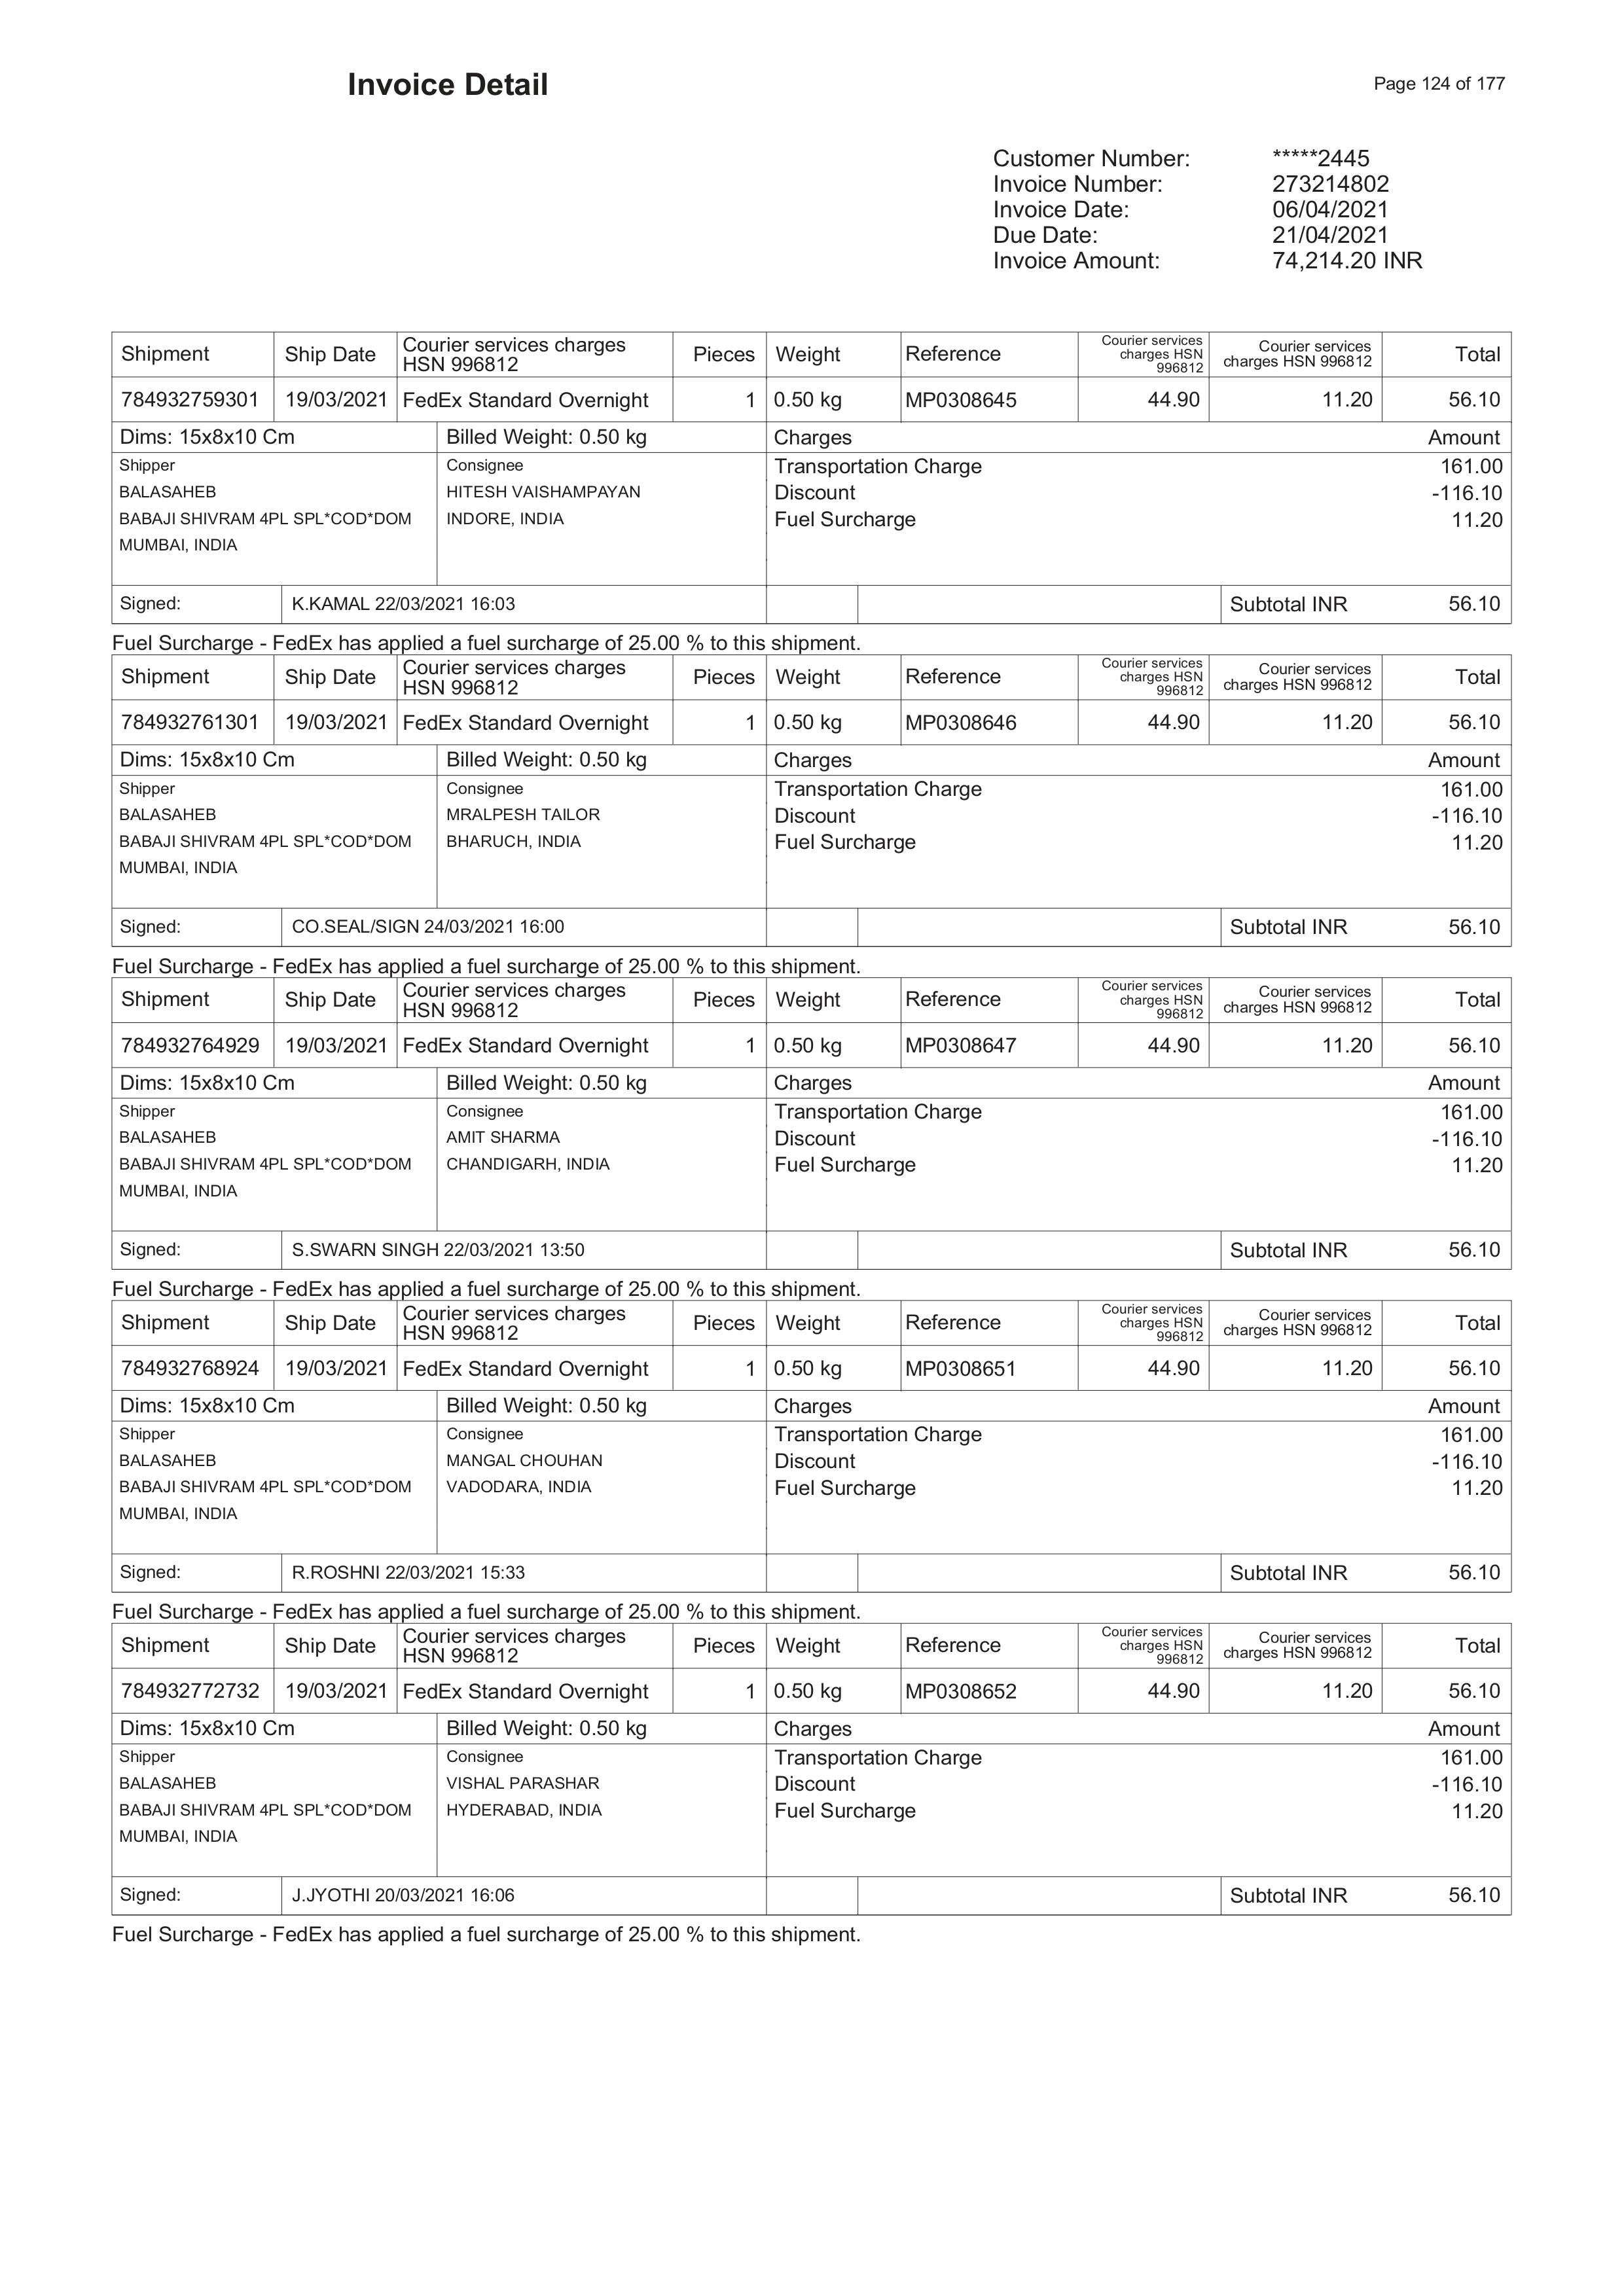 Invoice Detail
Page 124 of 177
Customer Number: *****2445
Invoice Number: 273214802
Invoice Date: 06/04/2021
Due Date: 21/04/2021
Invoice Amount: 74,214.20 INR
Shipment Ship Date Courier services charges HSN 996812 Pieces Weight Reference Courier services charges HSN 996812 Courier services charges HSN 996812 Total
784932759301 19/03/2021 FedEx Standard Overnight 1 0.50 kg MP0308645 44.90 11.20 56.10
Dims: 15x8x10 Cm Billed Weight: 0.50 kg Charges Amount
Shipper Consignee Transportation Charge 161.00
BALASAHEB HITESH VAISHAMPAYAN Discount -116.10
BABAJI SHIVRAM 4PL SPL*COD*DOM INDORE, INDIA Fuel Surcharge 11.20
MUMBAI, INDIA
Signed: K.KAMAL 22/03/2021 16:03 Subtotal INR 56.10
Fuel Surcharge - FedEx has applied a fuel surcharge of 25.00 % to this shipment.
Shipment Ship Date Courier services charges HSN 996812 Pieces Weight Reference Courier services charges HSN 996812 Courier services charges HSN 996812 Total
784932761301 19/03/2021 FedEx Standard Overnight 1 0.50 kg MP0308646 44.90 11.20 56.10
Dims: 15x8x10 Cm Billed Weight: 0.50 kg Charges Amount
Shipper Consignee Transportation Charge 161.00
BALASAHEB MRALPESH TAILOR Discount -116.10
BABAJI SHIVRAM 4PL SPL*COD*DOM BHARUCH, INDIA Fuel Surcharge 11.20
MUMBAI, INDIA
Signed: CO.SEAL/SIGN 24/03/2021 16:00 Subtotal INR 56.10
Fuel Surcharge - FedEx has applied a fuel surcharge of 25.00 % to this shipment.
Shipment Ship Date Courier services charges HSN 996812 Pieces Weight Reference Courier services charges HSN 996812 Courier services charges HSN 996812 Total
784932764929 19/03/2021 FedEx Standard Overnight 1 0.50 kg MP0308647 44.90 11.20 56.10
Dims: 15x8x10 Cm Billed Weight: 0.50 kg Charges Amount
Shipper Consignee Transportation Charge 161.00
BALASAHEB AMIT SHARMA Discount -116.10
BABAJI SHIVRAM 4PL SPL*COD*DOM CHANDIGARH, INDIA Fuel Surcharge 11.20
MUMBAI, INDIA
Signed: S.SWARN SINGH 22/03/2021 13:50 Subtotal INR 56.10
Fuel Surcharge - FedEx has applied a fuel surcharge of 25.00 % to this shipment.
Shipment Ship Date Courier services charges HSN 996812 Pieces Weight Reference Courier services charges HSN 996812 Courier services charges HSN 996812 Total
784932768924 19/03/2021 FedEx Standard Overnight 1 0.50 kg MP0308651 44.90 11.20 56.10
Dims: 15x8x10 Cm Billed Weight: 0.50 kg Charges Amount
Shipper Consignee Transportation Charge 161.00
BALASAHEB MANGAL CHOUHAN Discount -116.10
BABAJI SHIVRAM 4PL SPL*COD*DOM VADODARA, INDIA Fuel Surcharge 11.20
MUMBAI, INDIA
Signed: R.ROSHNI 22/03/2021 15:33 Subtotal INR 56.10
Fuel Surcharge - FedEx has applied a fuel surcharge of 25.00 % to this shipment.
Shipment Ship Date Courier services charges HSN 996812 Pieces Weight Reference Courier services charges HSN 996812 Courier services charges HSN 996812 Total
784932772732 19/03/2021 FedEx Standard Overnight 1 0.50 kg MP0308652 44.90 11.20 56.10
Dims: 15x8x10 Cm Billed Weight: 0.50 kg Charges Amount
Shipper Consignee Transportation Charge 161.00
BALASAHEB VISHAL PARASHAR Discount -116.10
BABAJI SHIVRAM 4PL SPL*COD*DOM HYDERABAD, INDIA Fuel Surcharge 11.20
MUMBAI, INDIA
Signed: J.JYOTHI 20/03/2021 16:06 Subtotal INR 56.10
Fuel Surcharge - FedEx has applied a fuel surcharge of 25.00 % to this shipment.